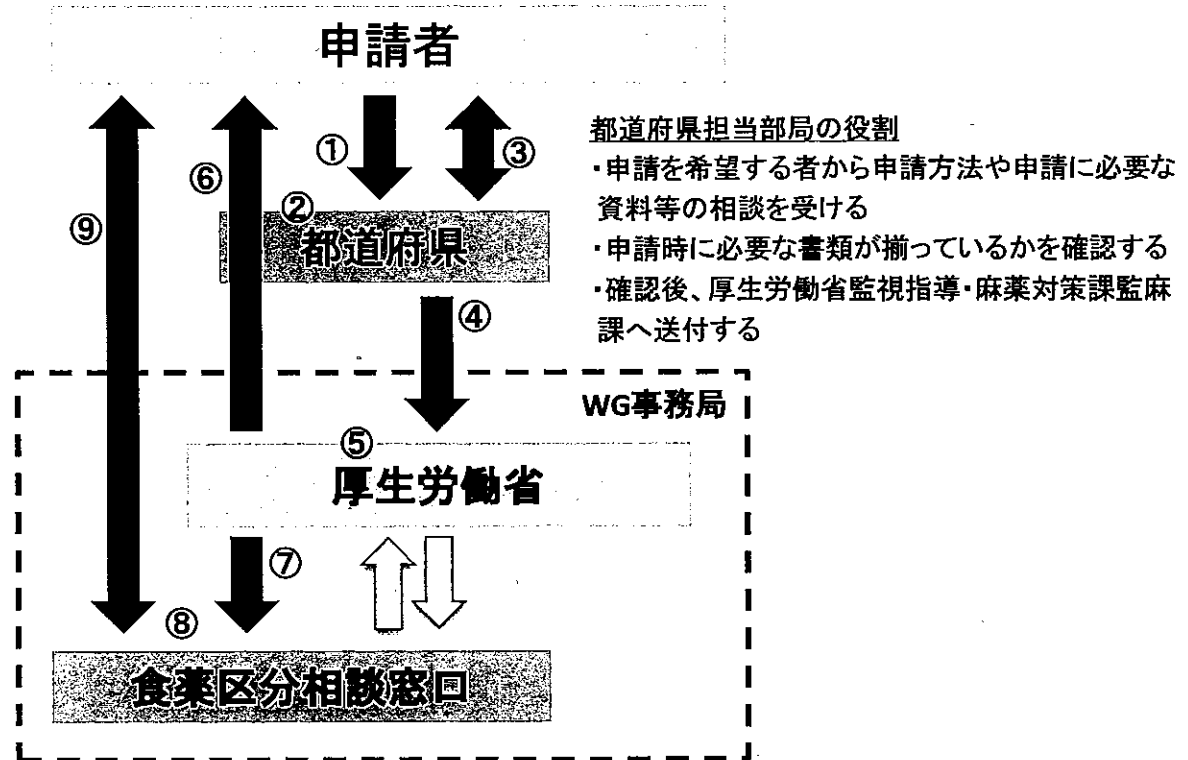 申請者
①
③
⑥
②
⑨
都道府県
④
都道府県担当部局の役割
・申請を希望する者から申請方法や申請に必要な
資料等の相談を受ける
・申請時に必要な書類が揃っているかを確認する
・確認後、厚生労働省監視指導・麻薬対策課監麻
課へ送付する
WG事務局
⑤
厚生労働省
⑦
⑧
食薬区分相談窓口